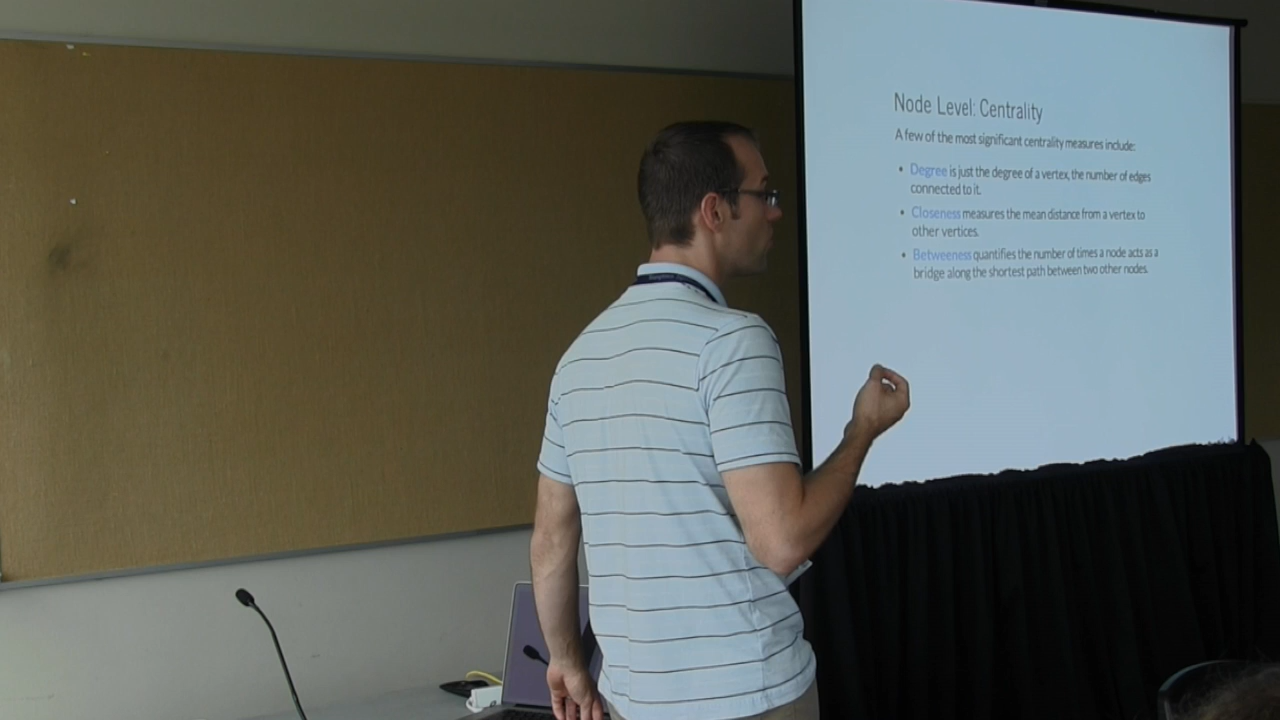 Node Level: Centrality
A few of the most significant centrality measures include:
• Degree is just the degree of a vertex, the number of edges
connected to it.
• Closeness measures the mean distance from a vertex to
other vertices.
• Betweeness quantifies the number of times a node acts as a
bridge along the shortest path between two other nodes.